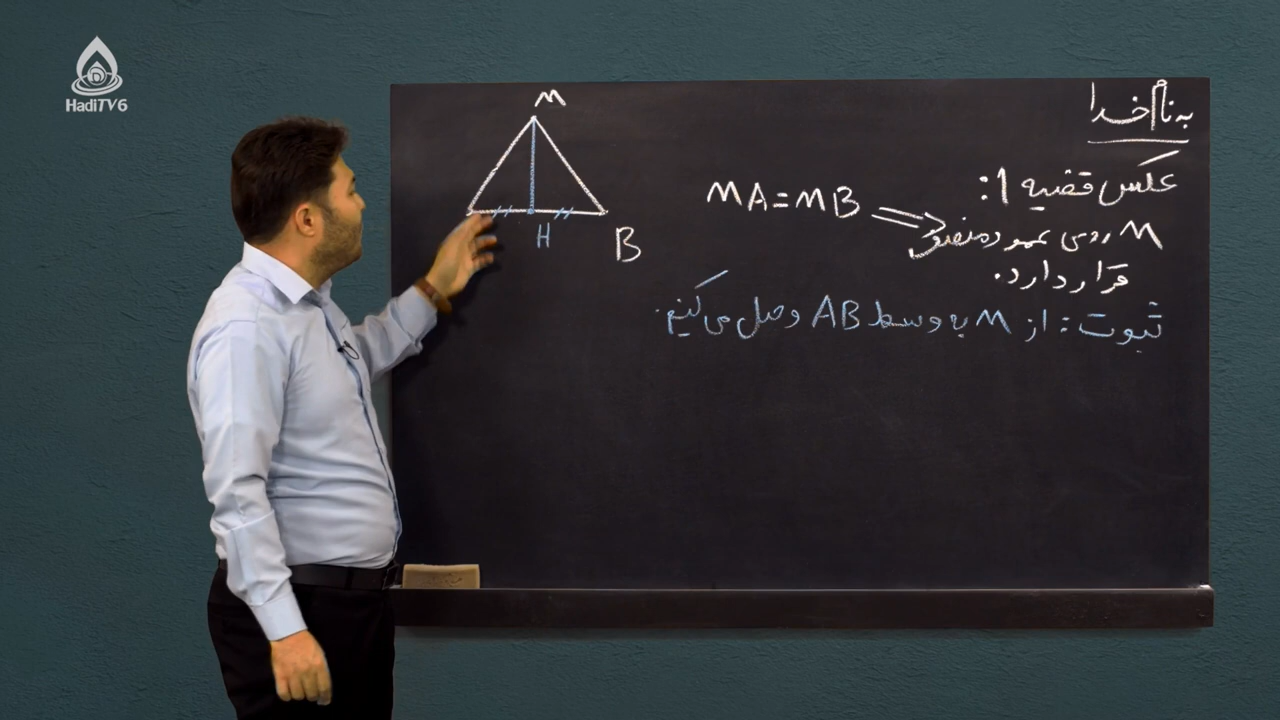 HadiTV6
به نام خدا
عکس قضیه 1:
MA=MB ⟹ M روی عمود منصف
قرار دارد.
ثبوت: از M به وسط AB وصل می کنیم.
M
H
B